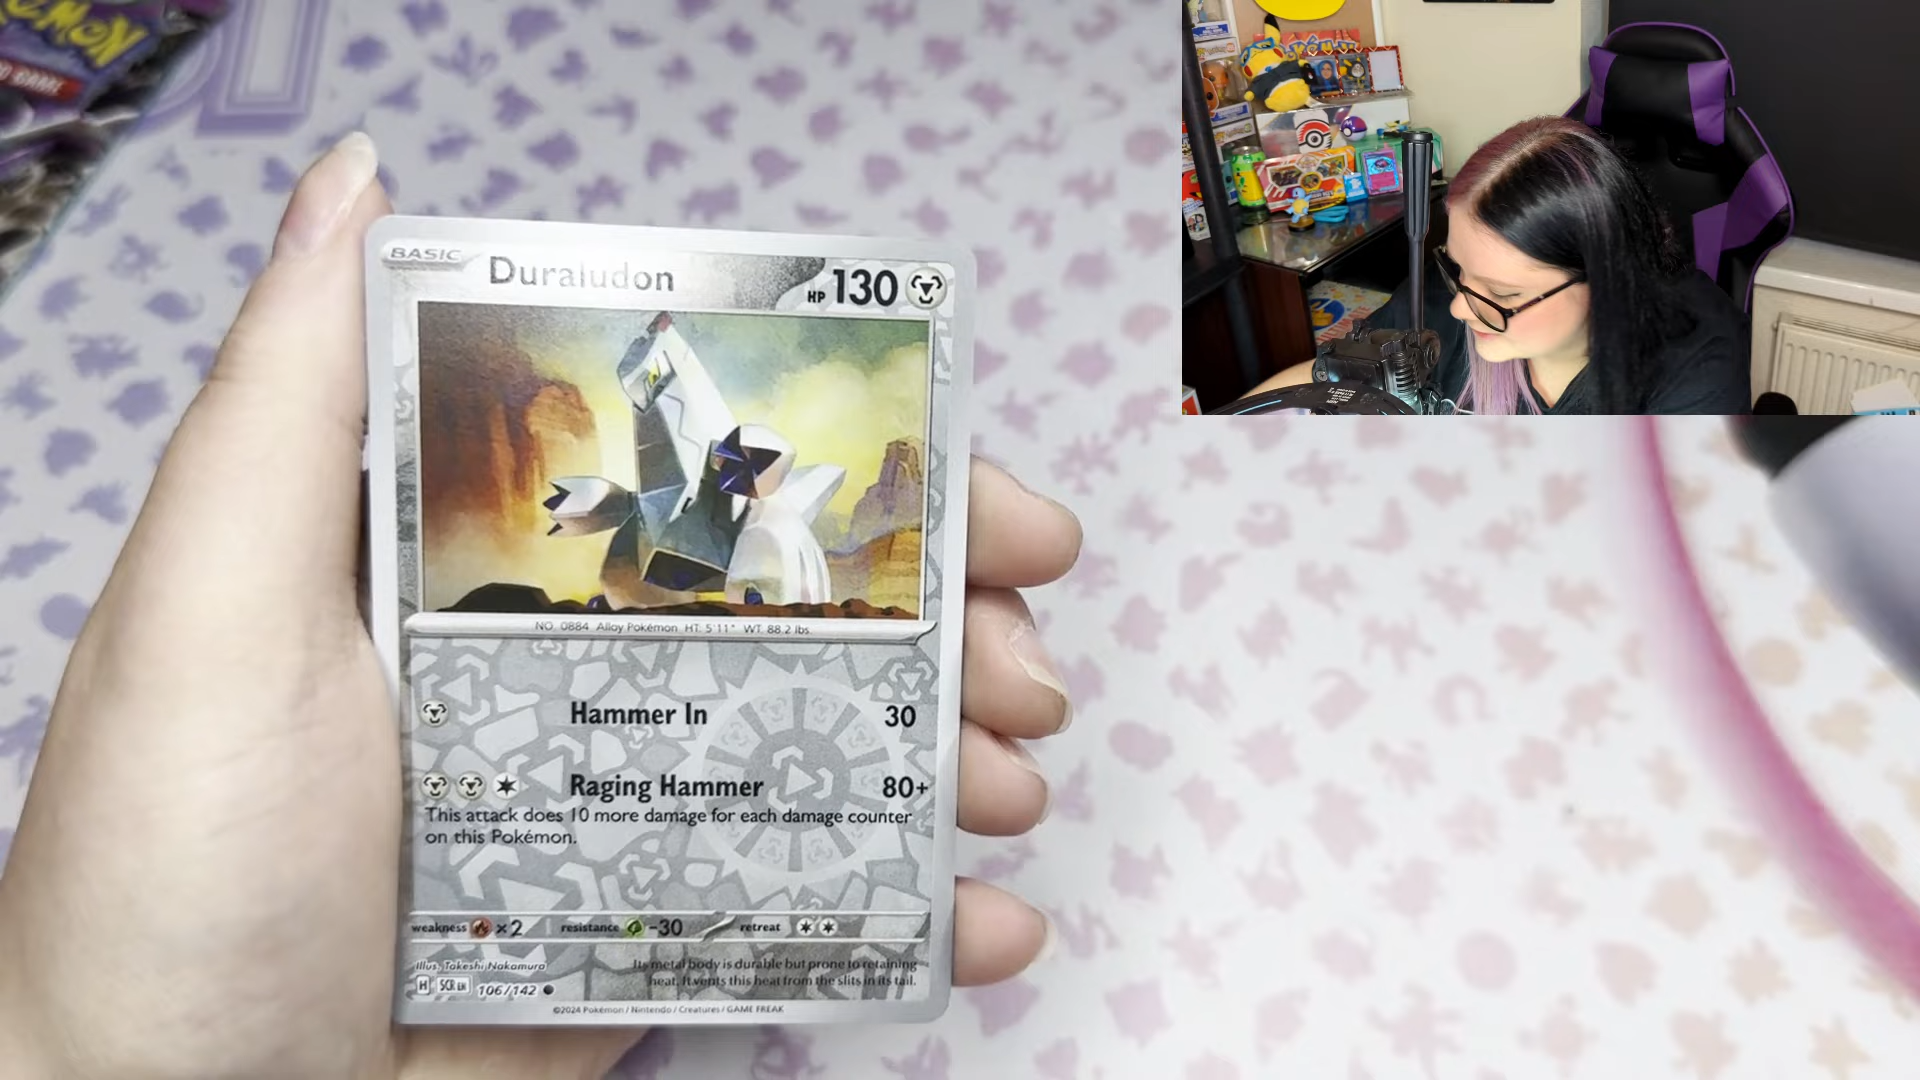 BASIC
Duraludon
HP 130
NO. 0884 Alloy Pokémon HT. 5'11" WT. 88.2 lbs.
Hammer In 30
Raging Hammer 80+
This attack does 10 more damage for each damage counter
on this Pokémon.
weakness ×2 resistance -30 retreat
Illus. Takeshi Nakamura
Its metal body is durable but prone to retaining
heat. It vents this heat from the slits in its tail.
H SCR EN 106/142
©2024 Pokémon / Nintendo / Creatures / GAME FREAK